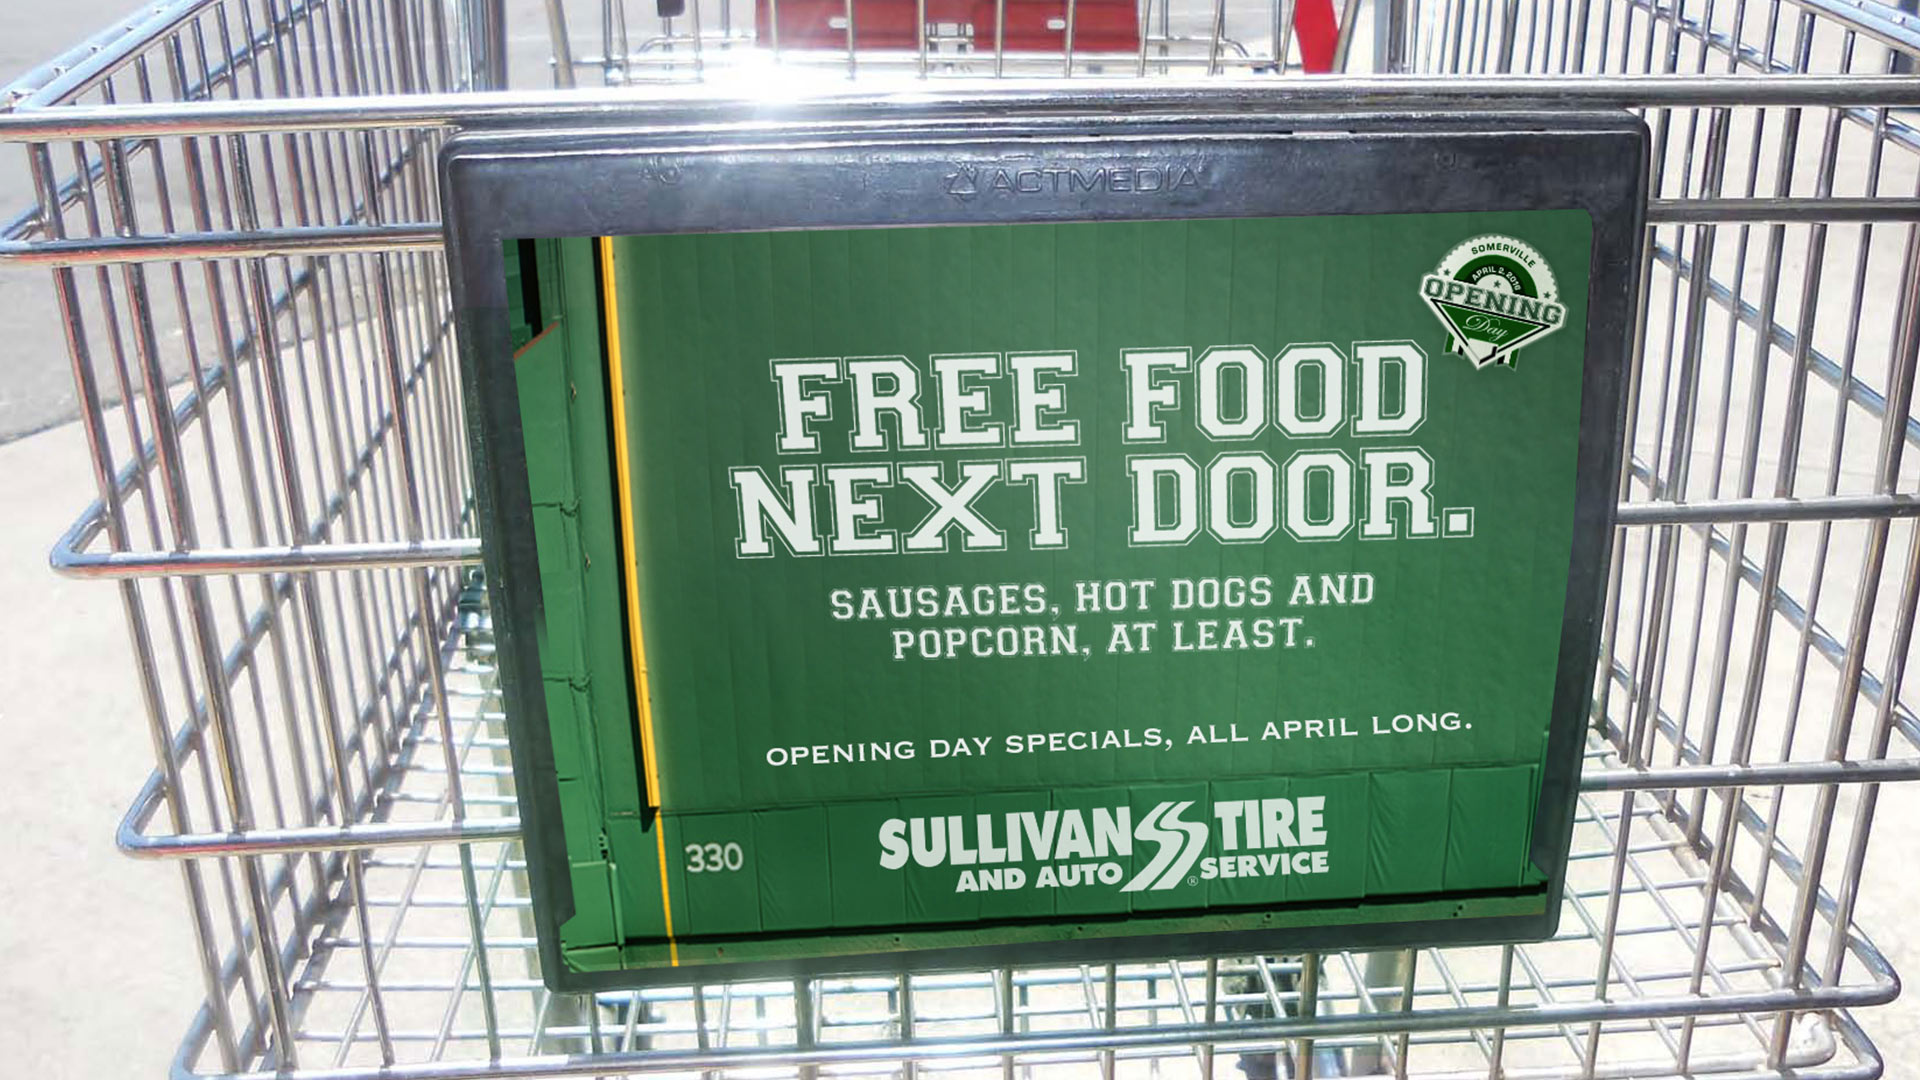 ACTMEDIA
SOMERVILLE
APRIL 2, 2018
OPENING
Day
FREE FOOD
NEXT DOOR.
SAUSAGES, HOT DOGS AND
POPCORN, AT LEAST.
OPENING DAY SPECIALS, ALL APRIL LONG.
330
SULLIVAN TIRE
AND AUTO ® SERVICE